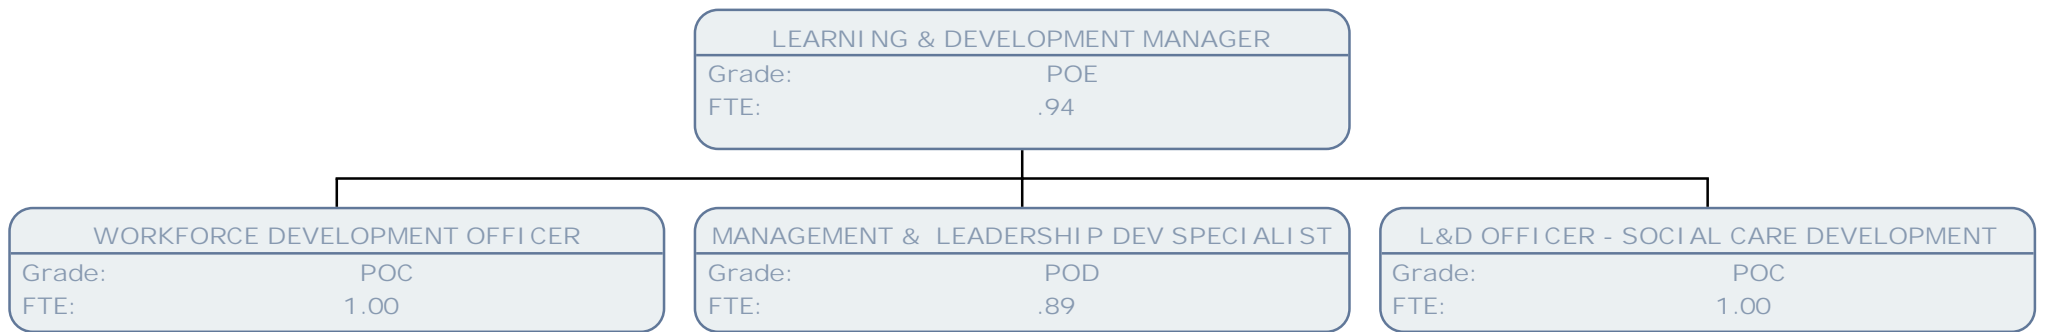 LEARNING & DEVELOPMENT MANAGER
Grade: POE
FTE: .94
WORKFORCE DEVELOPMENT OFFICER
Grade: POC
FTE: 1.00
MANAGEMENT & LEADERSHIP DEV SPECIALIST
Grade: POD
FTE: .89
L&D OFFICER - SOCIAL CARE DEVELOPMENT
Grade: POC
FTE: 1.00